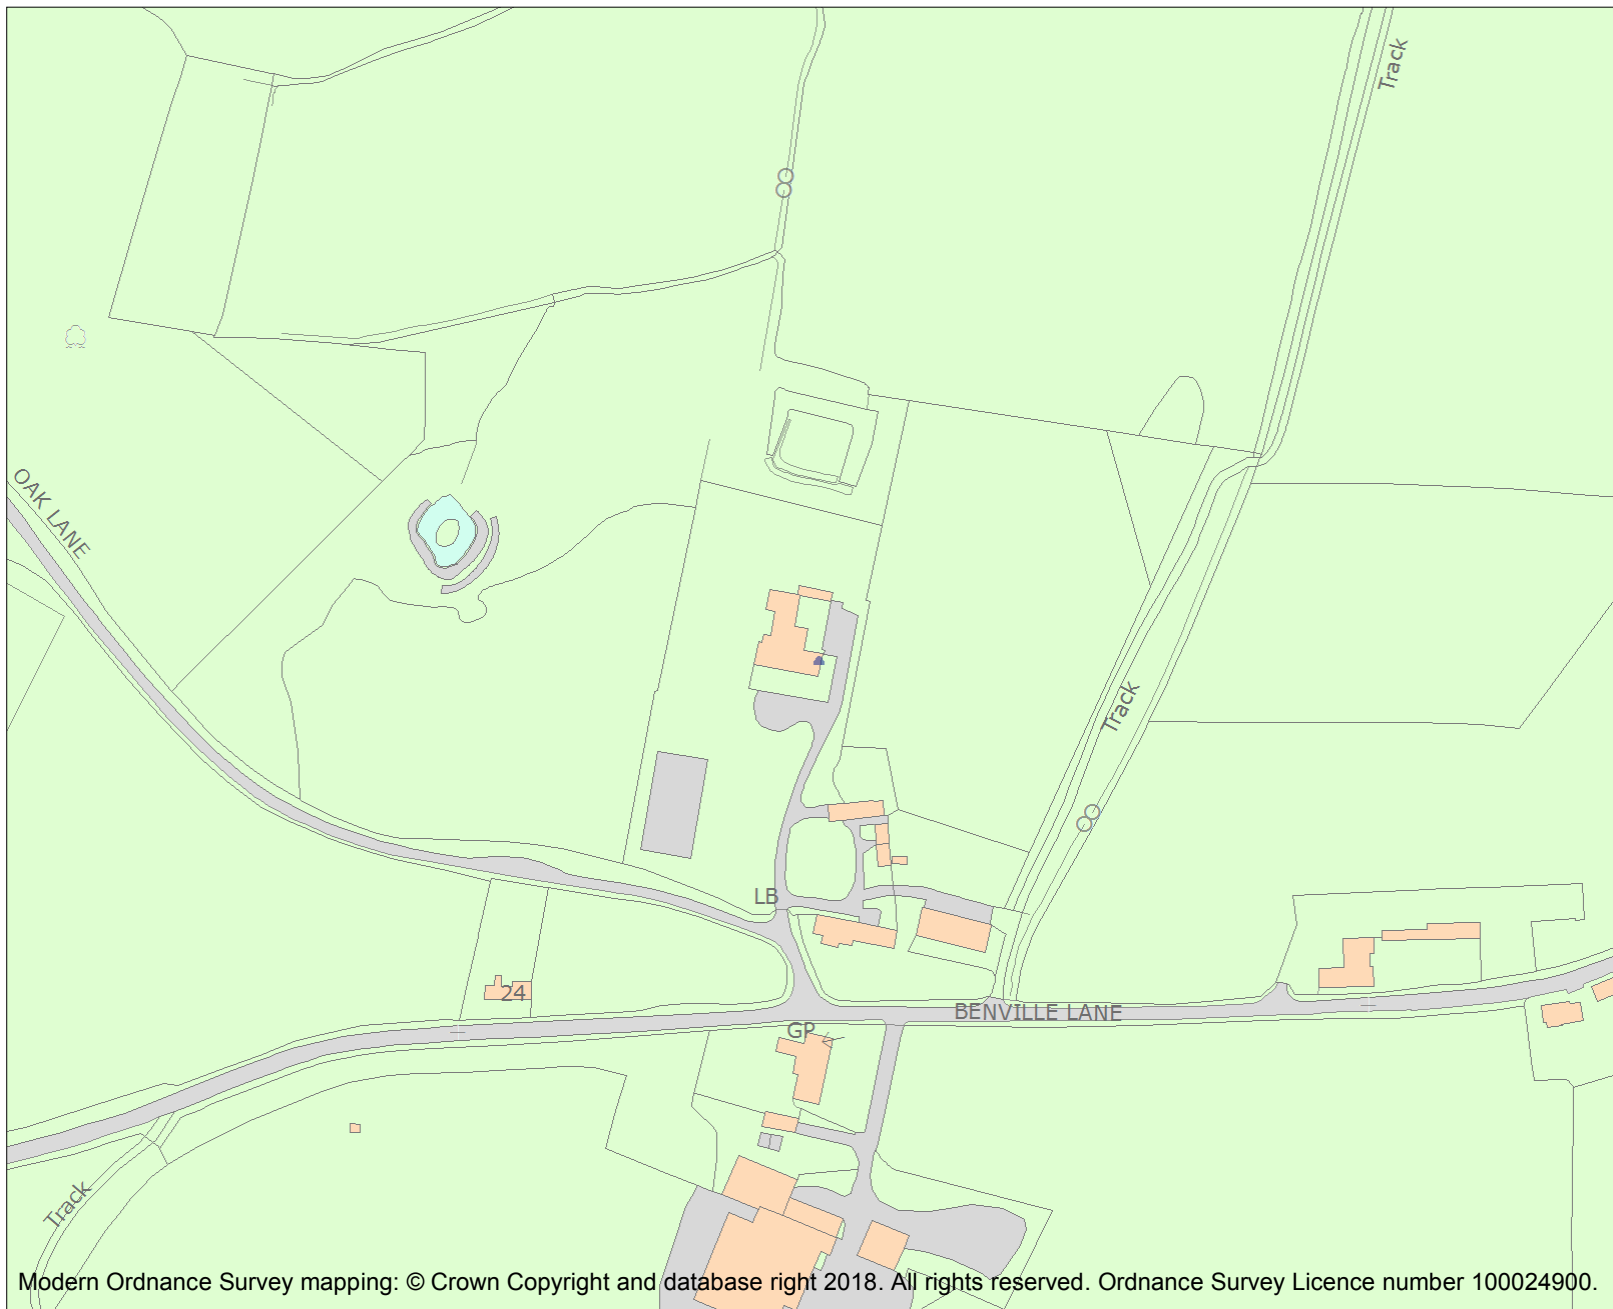 Track
OAK LANE
Track
LB
24
BENVILLE LANE
GP
Track
Modern Ordnance Survey mapping: © Crown Copyright and database right 2018. All rights reserved. Ordnance Survey Licence number 100024900.